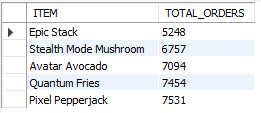 ITEM TOTAL_ORDERS
Epic Stack 5248
Stealth Mode Mushroom 6757
Avatar Avocado 7094
Quantum Fries 7454
Pixel Pepperjack 7531